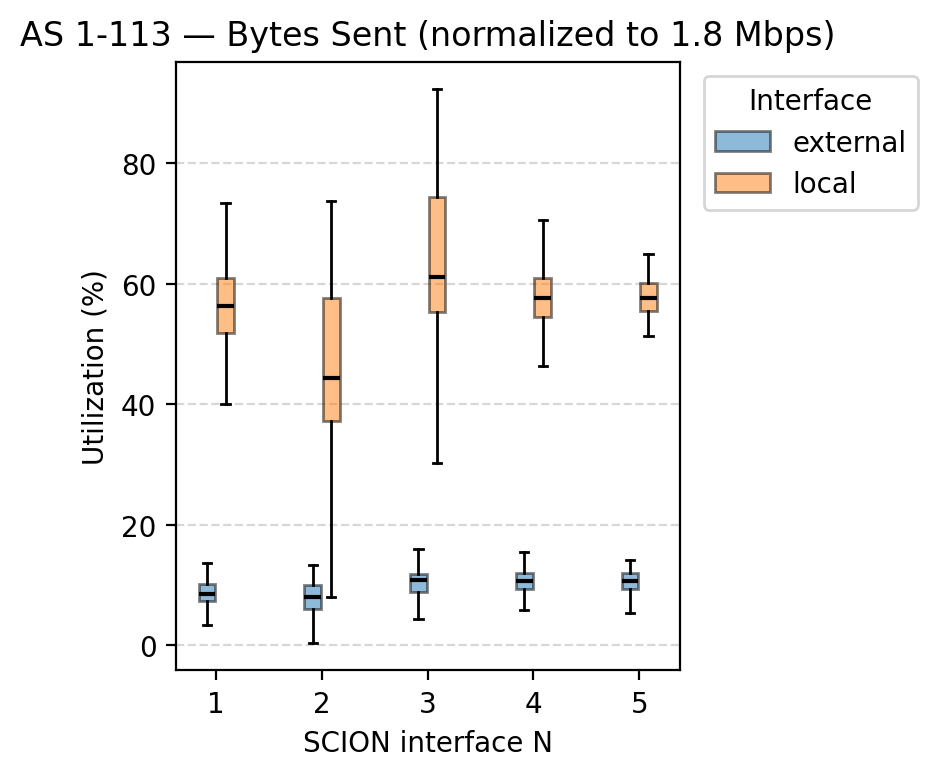 AS 1-113 — Bytes Sent (normalized to 1.8 Mbps)
Interface
external
local
Utilization (%)
80
60
40
20
0
1 2 3 4 5
SCION interface N